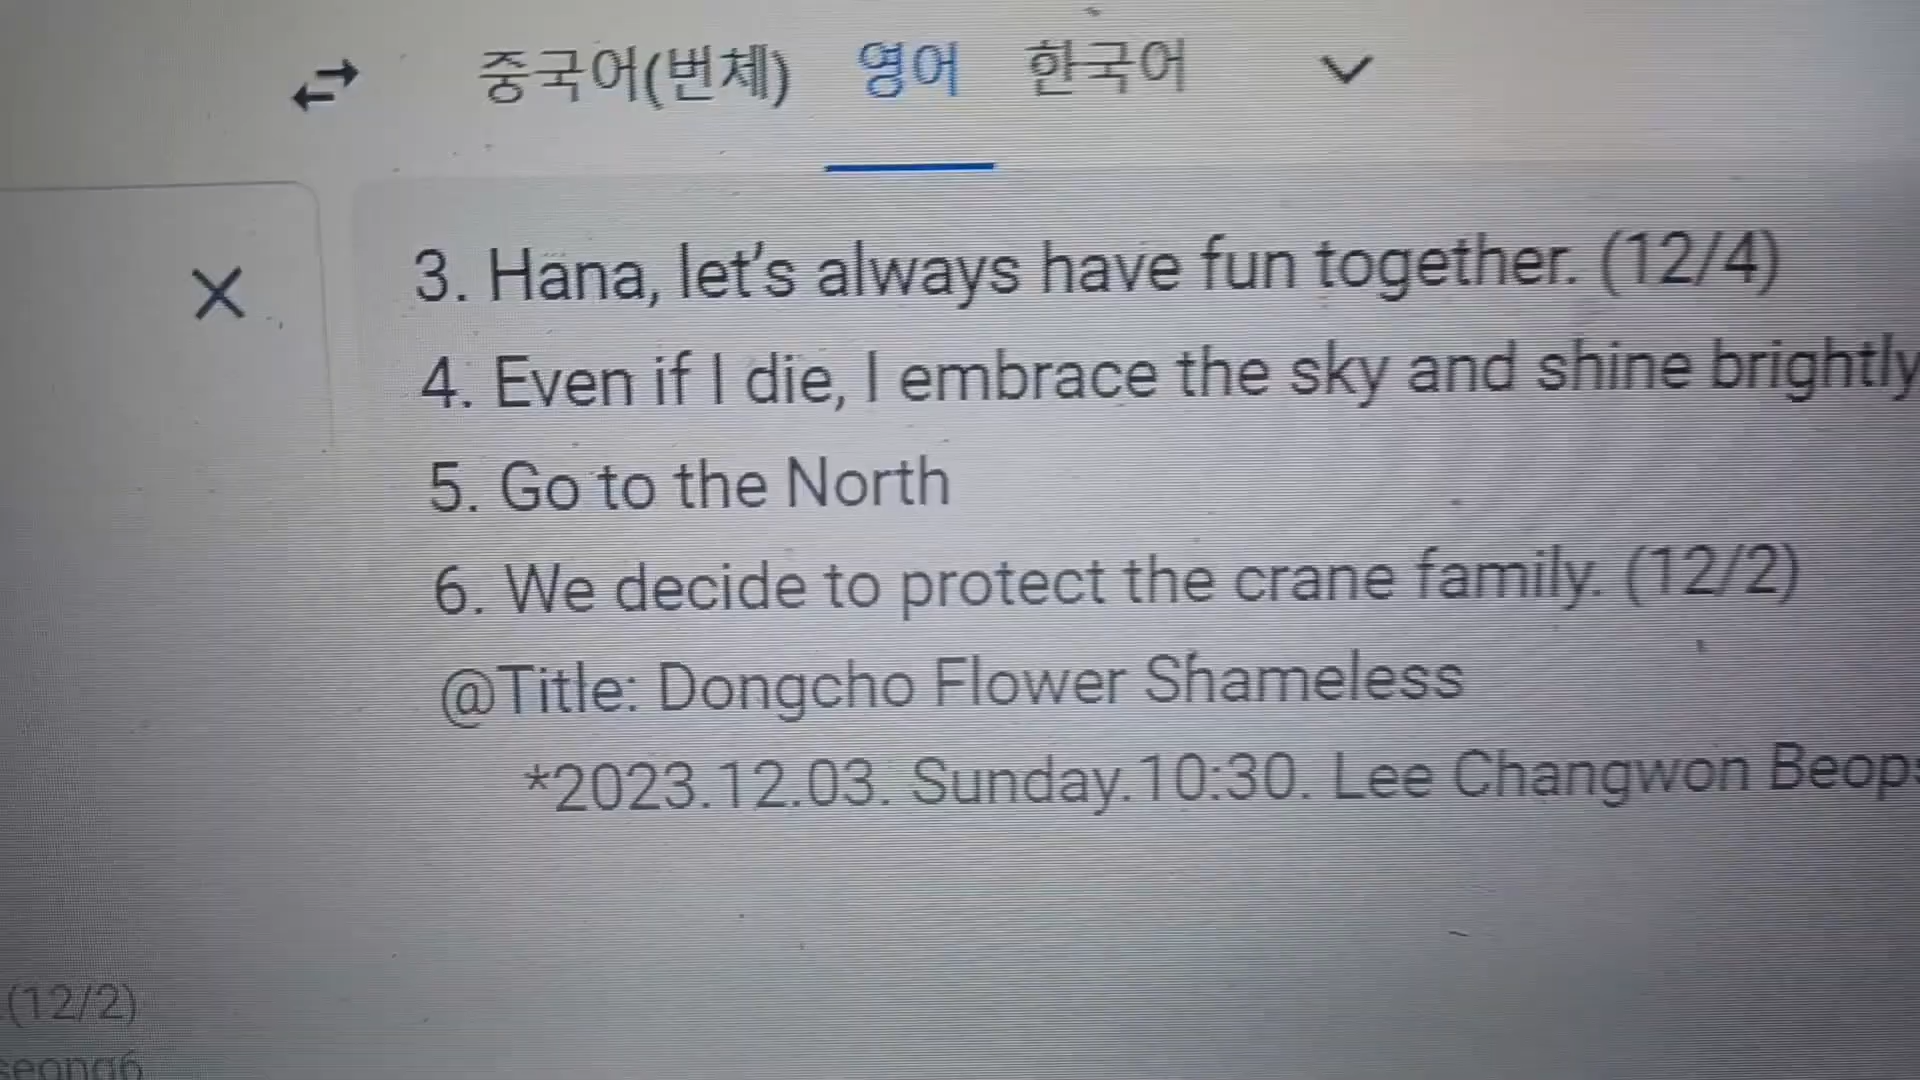 중국어(번체) 영어 한국어
3. Hana, let's always have fun together. (12/4)
4. Even if I die, I embrace the sky and shine brightly
5. Go to the North
6. We decide to protect the crane family. (12/2)
@Title: Dongcho Flower Shameless
*2023.12.03. Sunday.10:30. Lee Changwon Beops
(12/2)
seong6